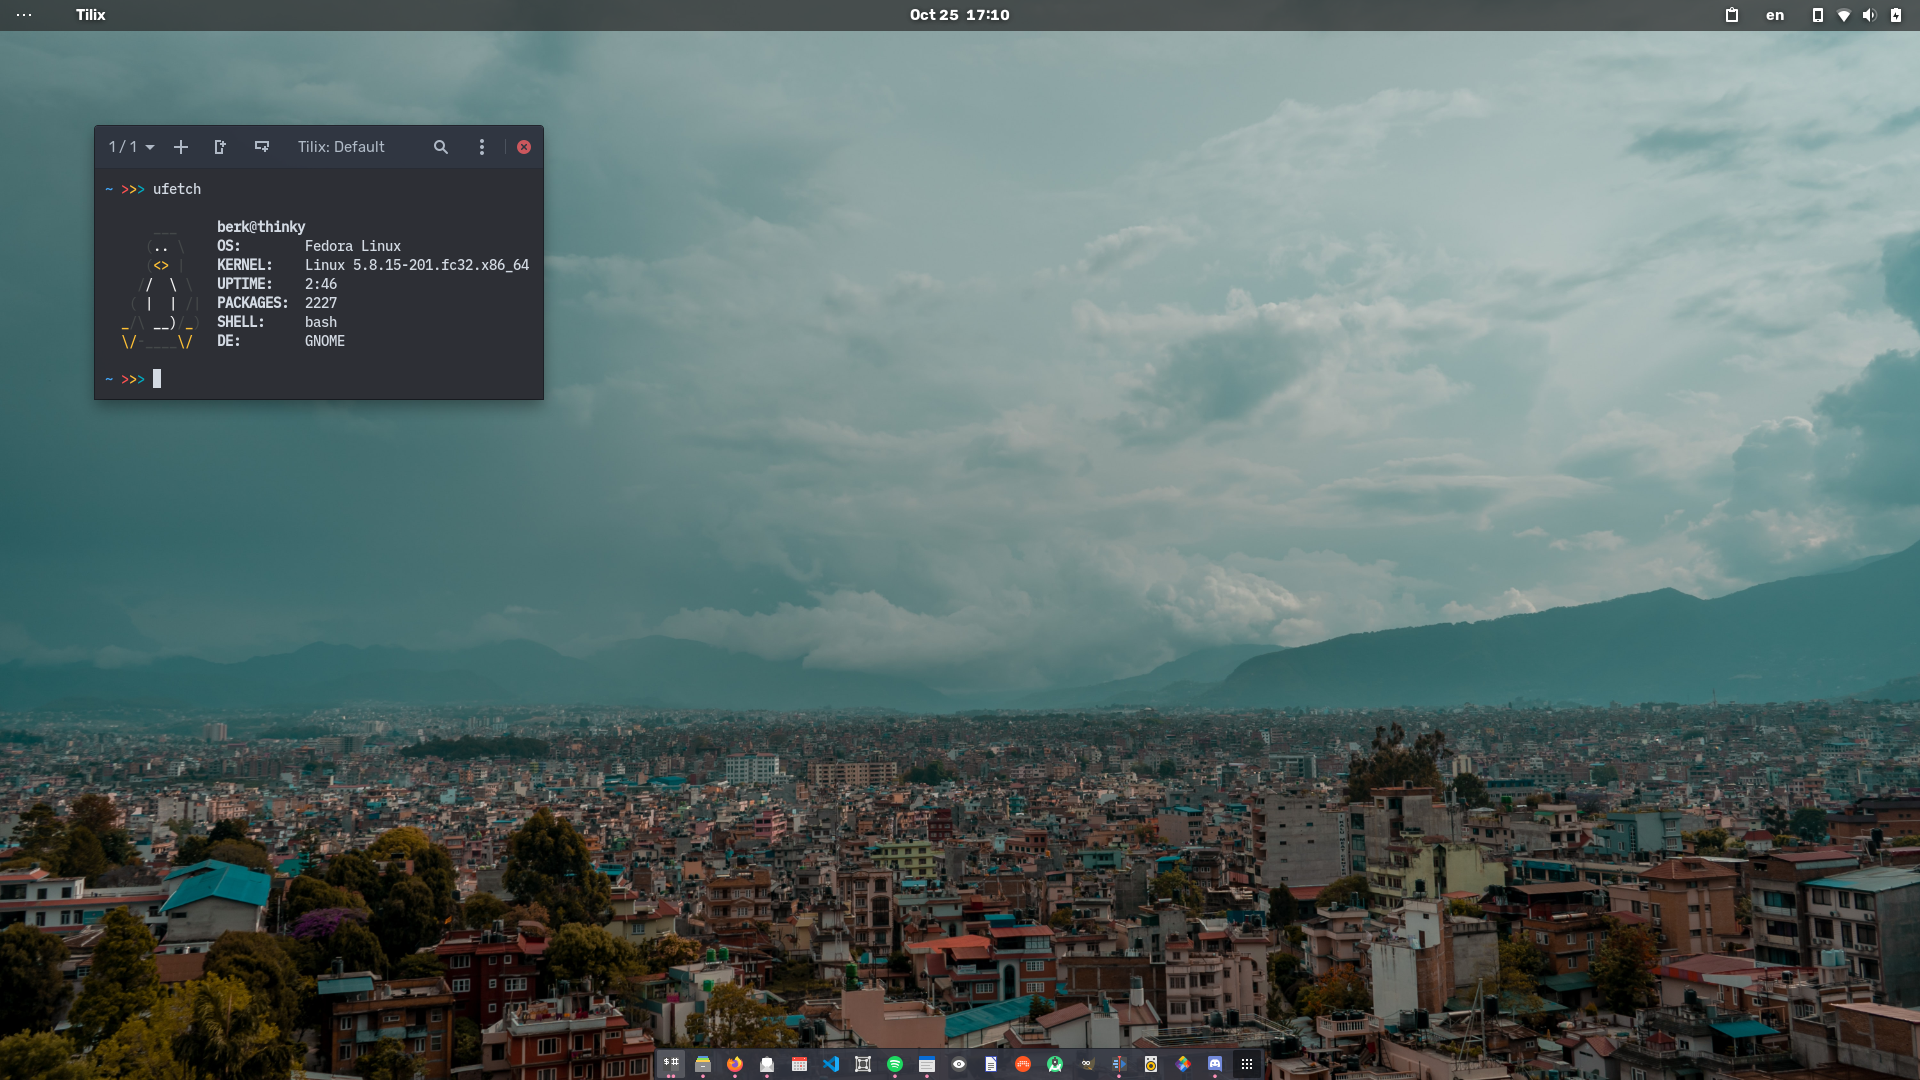 Tilix
Oct 25 17:10
en
1 / 1
Tilix: Default
~ >>> ufetch
berk@thinky
OS: Fedora Linux
KERNEL: Linux 5.8.15-201.fc32.x86_64
UPTIME: 2:46
PACKAGES: 2227
SHELL: bash
DE: GNOME
~ >>>